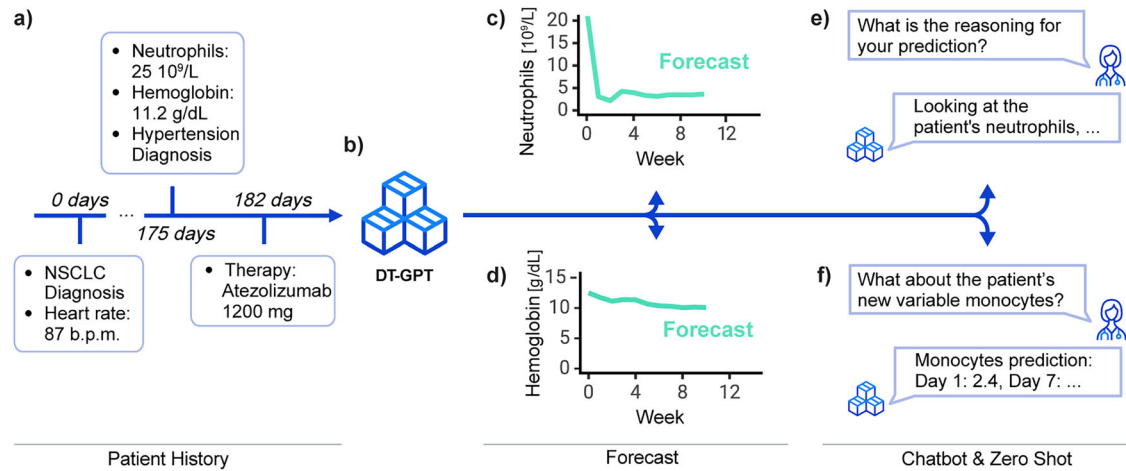 a)
• Neutrophils:
25 10⁹/L
• Hemoglobin:
11.2 g/dL
• Hypertension
Diagnosis
0 days
...
175 days
182 days
• NSCLC
Diagnosis
• Heart rate:
87 b.p.m.
• Therapy:
Atezolizumab
1200 mg
Patient History
b)
DT-GPT
c)
Neutrophils [10⁹/L]
20
15
10
5
0
Forecast
0 4 8 12
Week
d)
Hemoglobin [g/dL]
15
10
5
0
Forecast
0 4 8 12
Week
Forecast
e)
What is the reasoning for
your prediction?
Looking at the
patient's neutrophils, ...
f)
What about the patient's
new variable monocytes?
Monocytes prediction:
Day 1: 2.4, Day 7: ...
Chatbot & Zero Shot